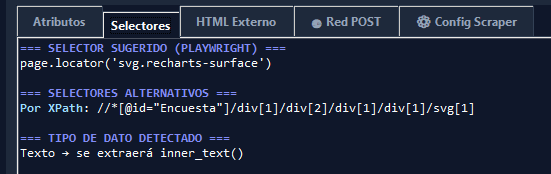 Atributos
Selectores
HTML Externo
Red POST
Config Scraper
=== SELECTOR SUGERIDO (PLAYWRIGHT) ===
page.locator('svg.recharts-surface')
=== SELECTORES ALTERNATIVOS ===
Por XPath: //*[@id="Encuesta"]/div[1]/div[2]/div[1]/div[1]/svg[1]
=== TIPO DE DATO DETECTADO ===
Texto → se extraerá inner_text()